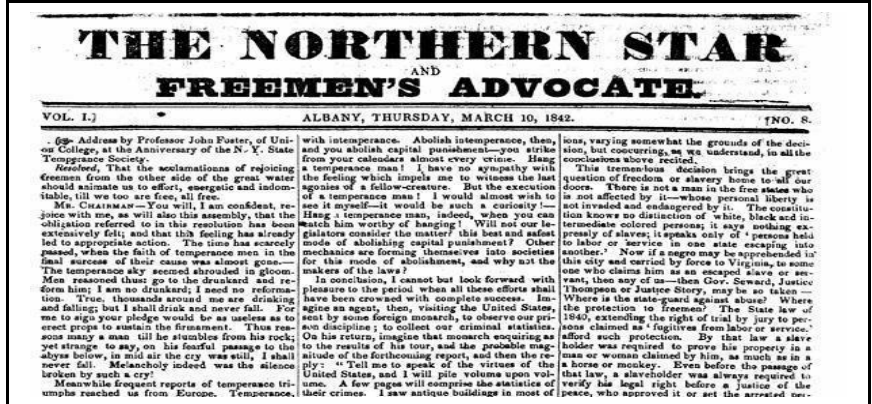 THE NORTHERN STAR
AND
FREEMEN'S ADVOCATE.
VOL. I.] ALBANY, THURSDAY, MARCH 10, 1842. [NO. 8.
Address by Professor John Foster, of Uni-
on College, at the Anniversary of the N. Y. State
Temperance Society.
Resolved, That the acclamations of rejoicing
freemen from the other side of the great water
should animate us to effort, energetic and indom-
itable, till we too are free, all free.
MR. CHAIRMAN—You will, I am confident, re-
joice with me, as will also this assembly, that the
obligation referred to in this resolution has been
extensively felt; and that this feeling has already
led to appropriate action. The time has scarcely
passed, when the faith of temperance men in the
final success of their cause was almost gone.—
The temperance sky seemed shrouded in gloom.
Men reasoned thus: go to the drunkard and re-
form him; I am no drunkard; I need no reforma-
tion. True, thousands around me are drinking
and falling; but I shall drink and never fall. For
me to sign your pledge would be as useless as to
erect props to sustain the firmament. Thus rea-
sons many a man till he stumbles from his rock;
yet strange to say, on his fearful passage to the
abyss below, in mid air the cry was still, I shall
never fall. Melancholy indeed was the silence
broken by such a cry!
Meanwhile frequent reports of temperance tri-
umphs reached us from Europe. Temperance,
with intemperance. Abolish intemperance, then,
and you abolish capital punishment—you strike
from your calendars almost every crime. Hang
a temperance man! I have no sympathy with
the feeling which impels me to witness the last
agonies of a fellow-creature. But the execution
of a temperance man! I would almost wish to
see it myself—it would be such a curiosity!—
Hang a temperance man, indeed, when you can
catch him worthy of hanging! Will not our le-
gislators consider the matter? this best and safest
mode of abolishing capital punishment? Other
mechanics are forming themselves into societies
for this mode of abolishment, and why not the
makers of the laws?
In conclusion, I cannot but look forward with
pleasure to the period when all these efforts shall
have been crowned with complete success. Im-
agine an agent, then, visiting the United States,
sent by some foreign monarch, to observe our pri-
son discipline; to collect our criminal statistics.
On his return, imagine that monarch enquiring as
to the results of his tour, and the probable mag-
nitude of the forthcoming report, and then the re-
ply: "Tell me to speak of the virtues of the
United States, and I will pile volume upon vol-
ume. A few pages will comprise the statistics of
their crimes. I saw antique buildings in most of
ions, varying somewhat the grounds of the deci-
sion, but concurring, as we understand, in all the
conclusions above recited.
This tremendous decision brings the great
question of freedom or slavery home to all our
doors. There is not a man in the free states who
is not affected by it—whose personal liberty is
not invaded and endangered by it. The constitu-
tion knows no distinction of white, black and in-
termediate colored persons; it says nothing ex-
pressly of slaves; it speaks only of 'persons held
to labor or service in one state escaping into
another. Now if a negro may be apprehended in
this city and carried by force to Virginia, to some
one who claims him as an escaped slave or ser-
vant, then any of us—then Gov. Seward, Justice
Thompson or Justice Story, may be so taken—
Where is the state-guard against abuse? Where
the protection to freemen? The State law of
1840, extending the right of trial by jury to per-
sons claimed as 'fugitives from labor or service.'
afford such protection. By that law a slave
holder was required to prove his property in a
man or woman claimed by him, as much as in a
horse or monkey. Even before the passage of
that law, a slaveholder was always required to
verify his legal right before a justice of the
peace, who approved it or set the arrested per-